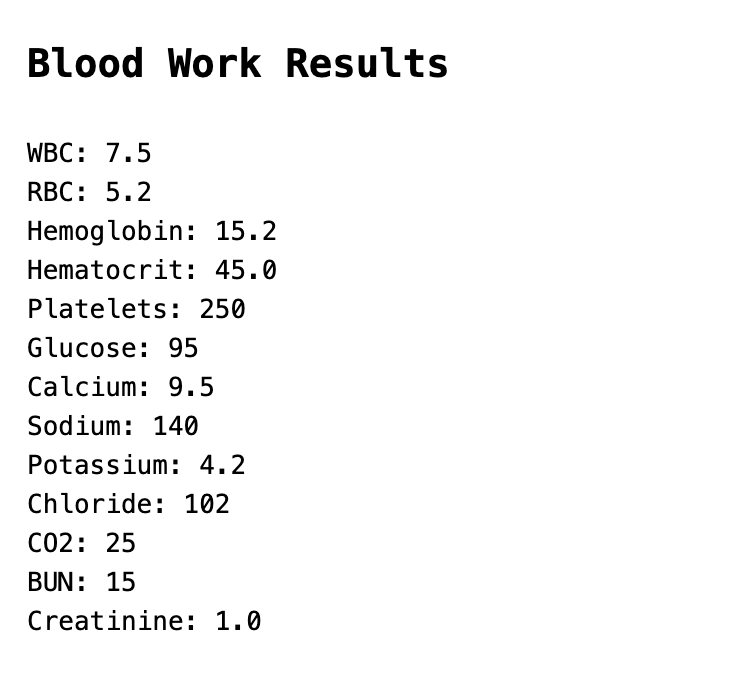 Blood Work Results
WBC: 7.5
RBC: 5.2
Hemoglobin: 15.2
Hematocrit: 45.0
Platelets: 250
Glucose: 95
Calcium: 9.5
Sodium: 140
Potassium: 4.2
Chloride: 102
CO2: 25
BUN: 15
Creatinine: 1.0